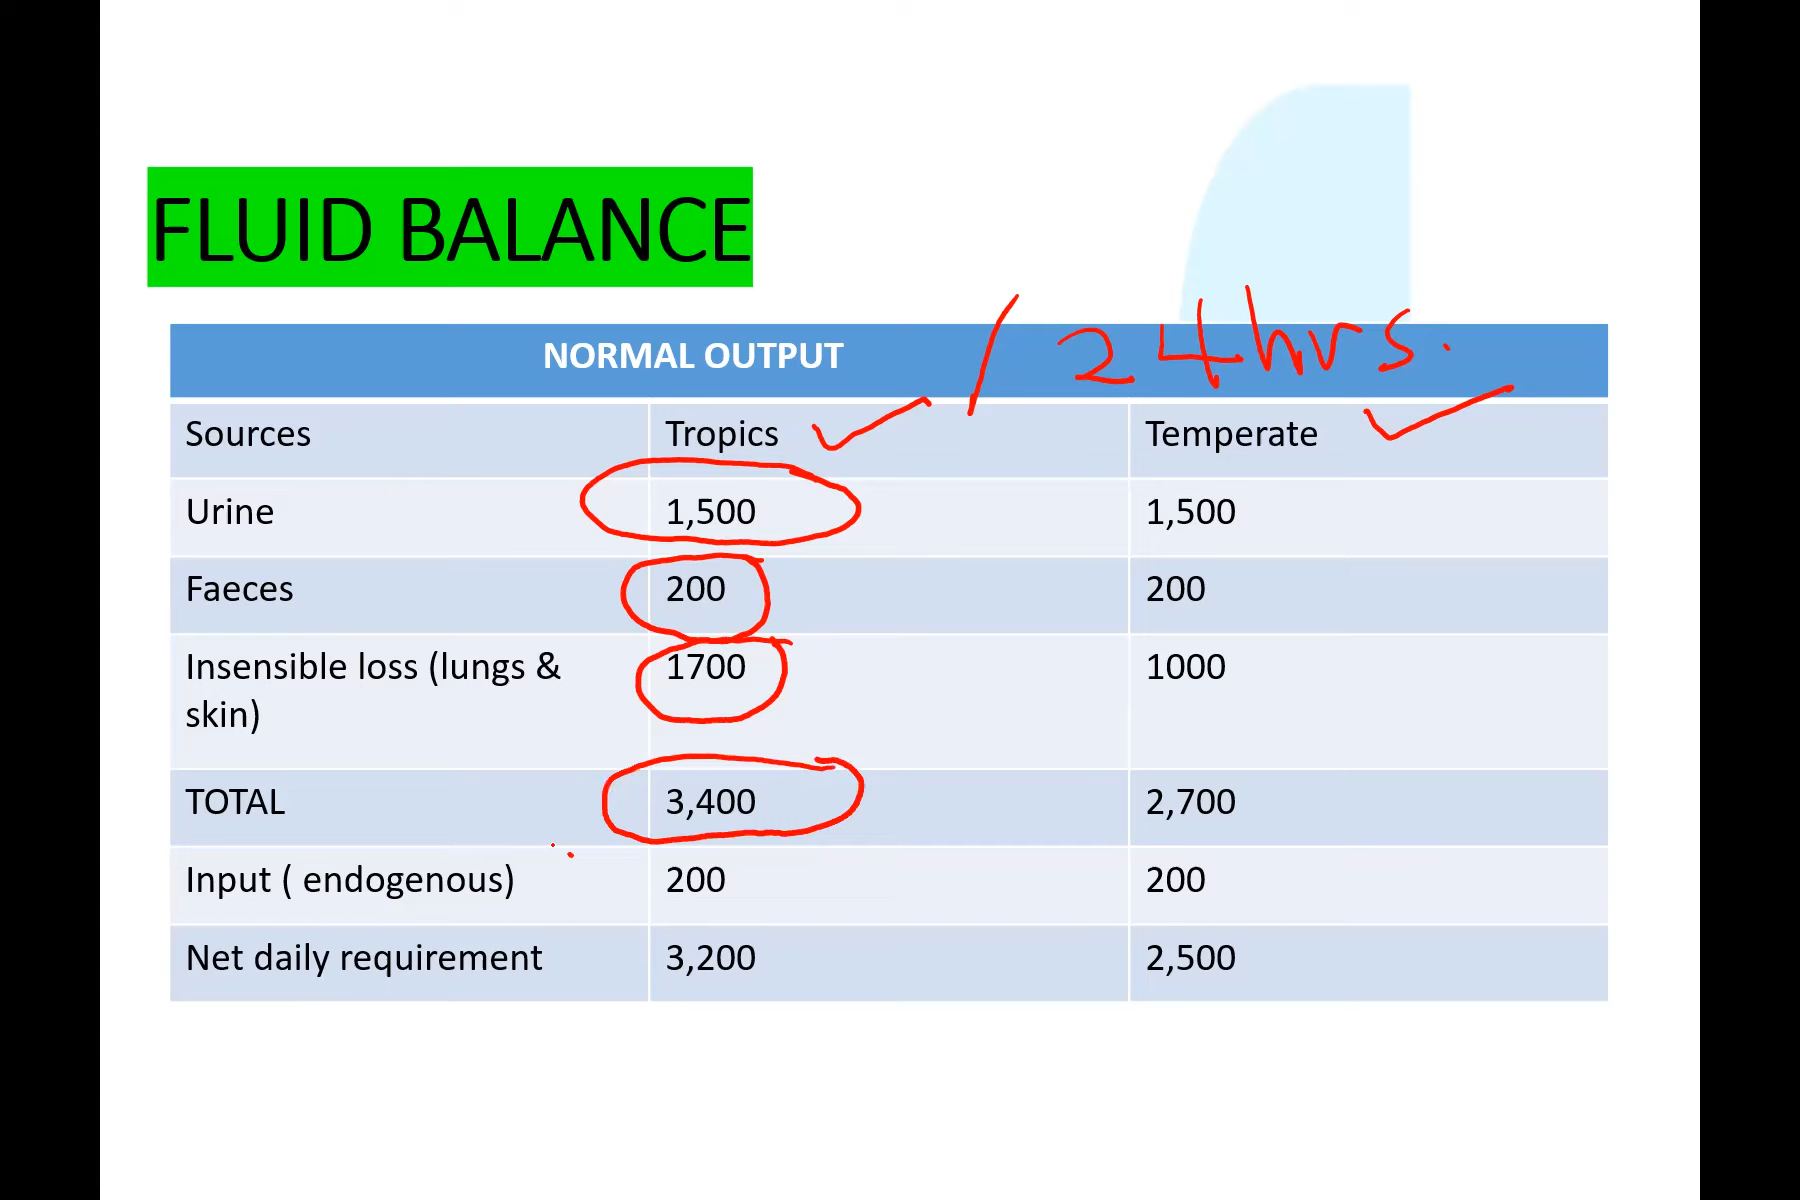 FLUID BALANCE
NORMAL OUTPUT / 24hrs.
Sources Tropics Temperate
Urine 1,500 1,500
Faeces 200 200
Insensible loss (lungs & 1700 1000
skin)
TOTAL 3,400 2,700
Input ( endogenous) 200 200
Net daily requirement 3,200 2,500